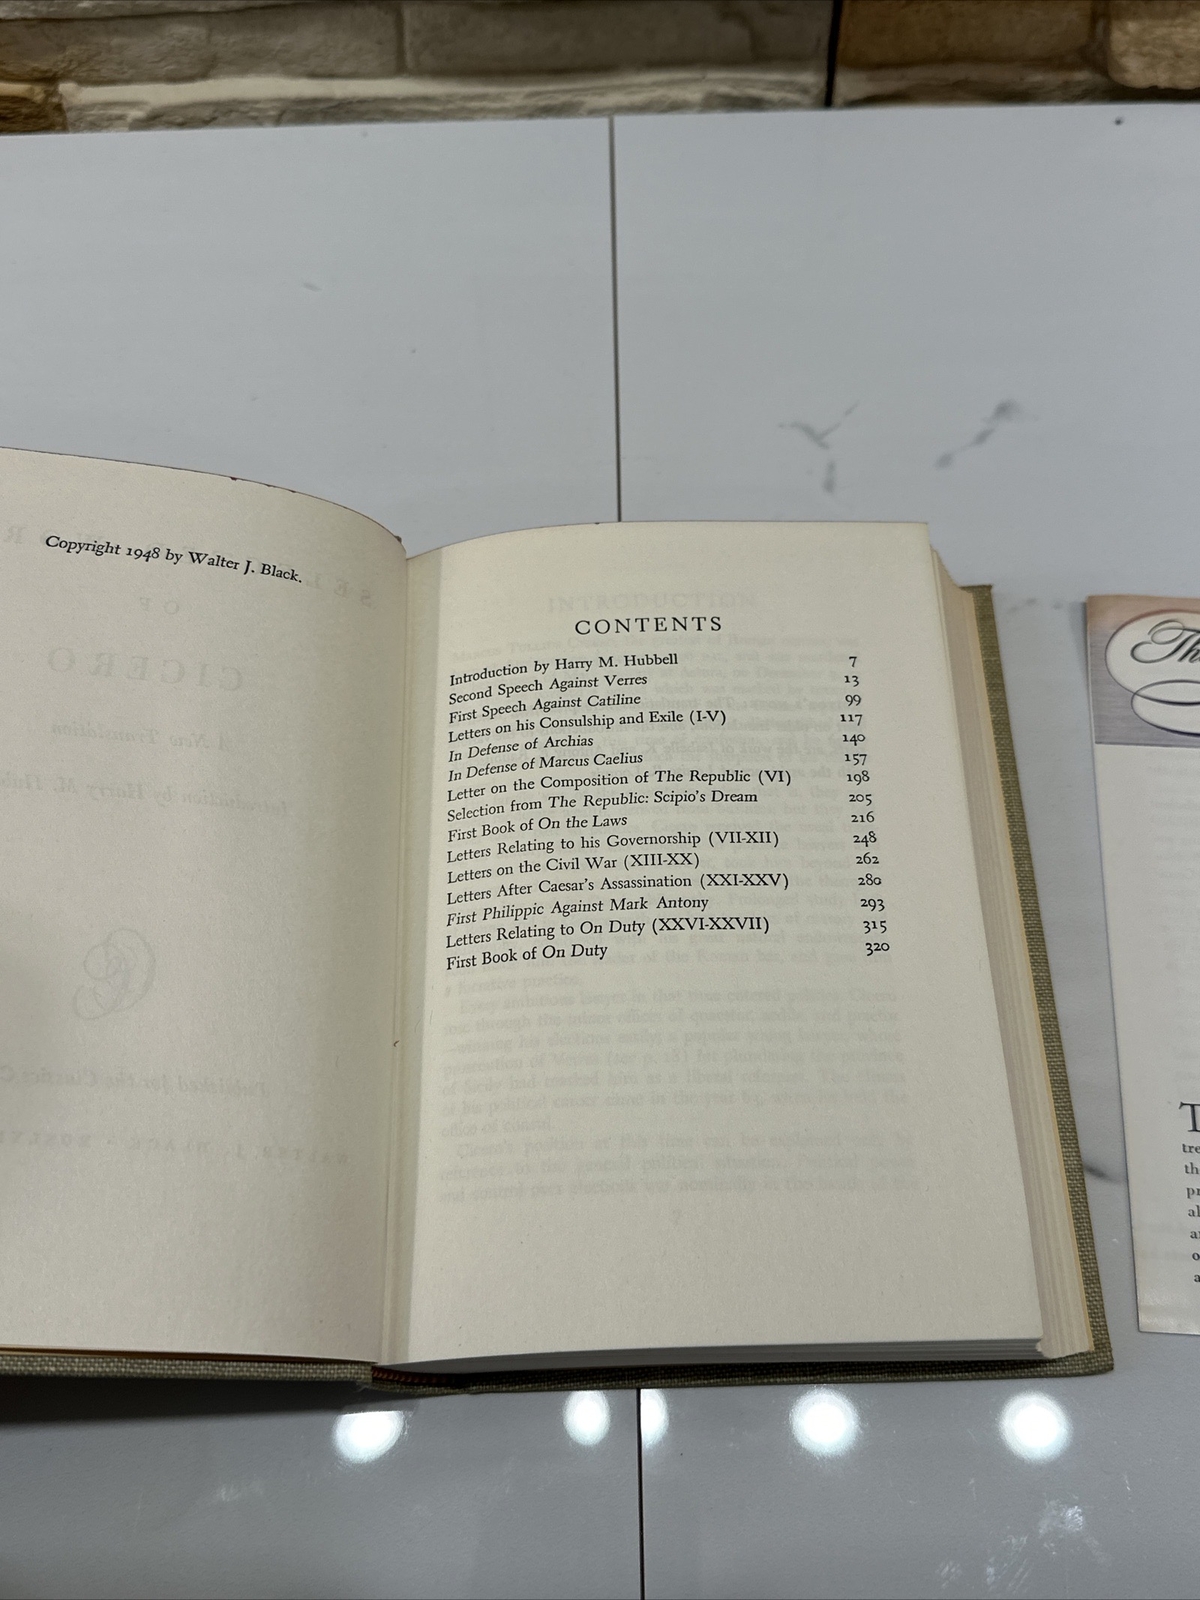 Copyright 1948 by Walter J. Black.
CONTENTS
Introduction by Harry M. Hubbell 7
Second Speech Against Verres 13
First Speech Against Catiline 99
Letters on his Consulship and Exile (I-V) 117
In Defense of Archias 140
In Defense of Marcus Caelius 157
Letter on the Composition of The Republic (VI) 198
Selection from The Republic: Scipio's Dream 205
First Book of On the Laws 216
Letters Relating to his Governorship (VII-XII) 248
Letters on the Civil War (XIII-XX) 262
Letters After Caesar's Assassination (XXI-XXV) 280
First Philippic Against Mark Antony 293
Letters Relating to On Duty (XXVI-XXVII) 315
First Book of On Duty 320